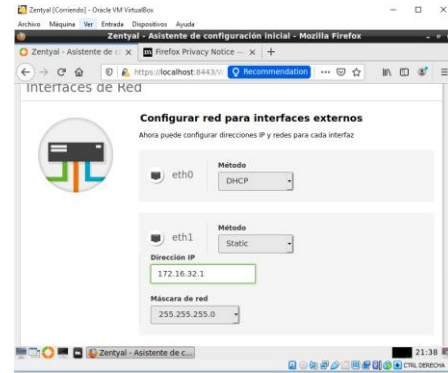 Zentyal [Corriendo] - Oracle VM VirtualBox
Archivo Máquina Ver Entrada Dispositivos Ayuda
Zentyal - Asistente de configuración inicial - Mozilla Firefox
Zentyal - Asistente de co
Firefox Privacy Notice —
https://localhost:8443/
Recommendation
Interfaces de Red
Configurar red para interfaces externos
Ahora puede configurar direcciones IP y redes para cada interfaz
eth0
Método
DHCP
eth1
Método
Static
Dirección IP
172.16.32.1
Máscara de red
255.255.255.0
Zentyal - Asistente de c...
21:38
CTRL DERECHA